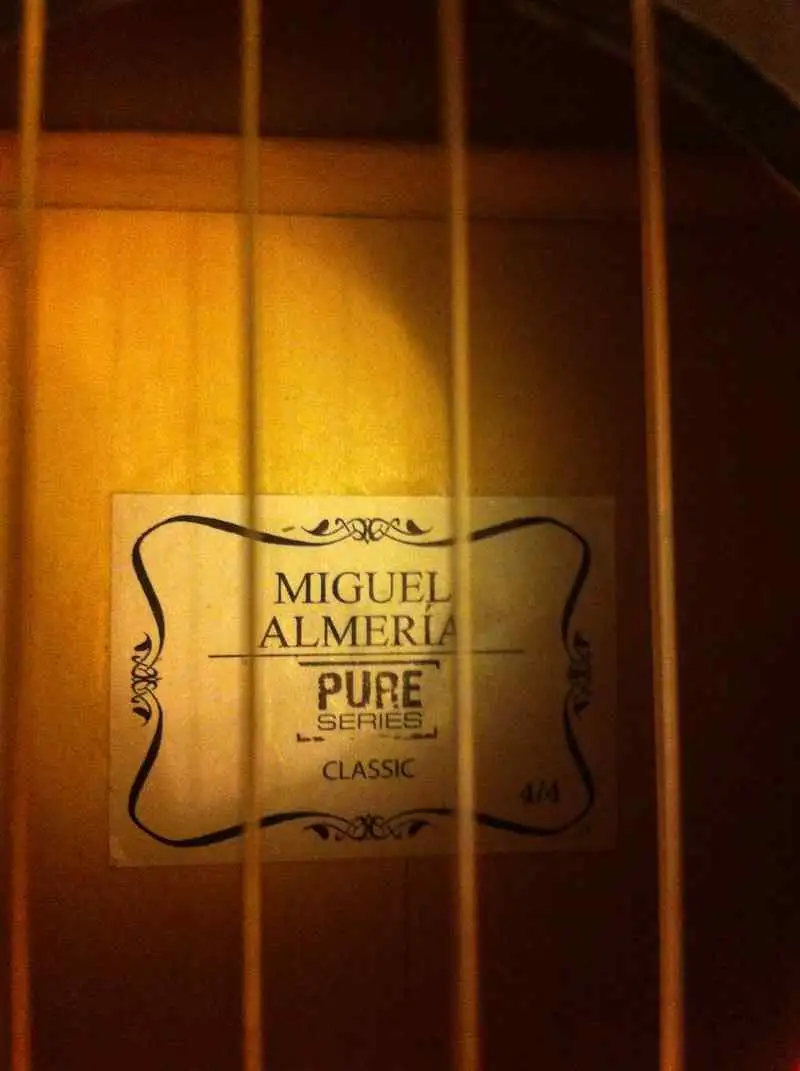 MIGUEL
ALMERÍA
PURE
SERIES
CLASSIC
4/4